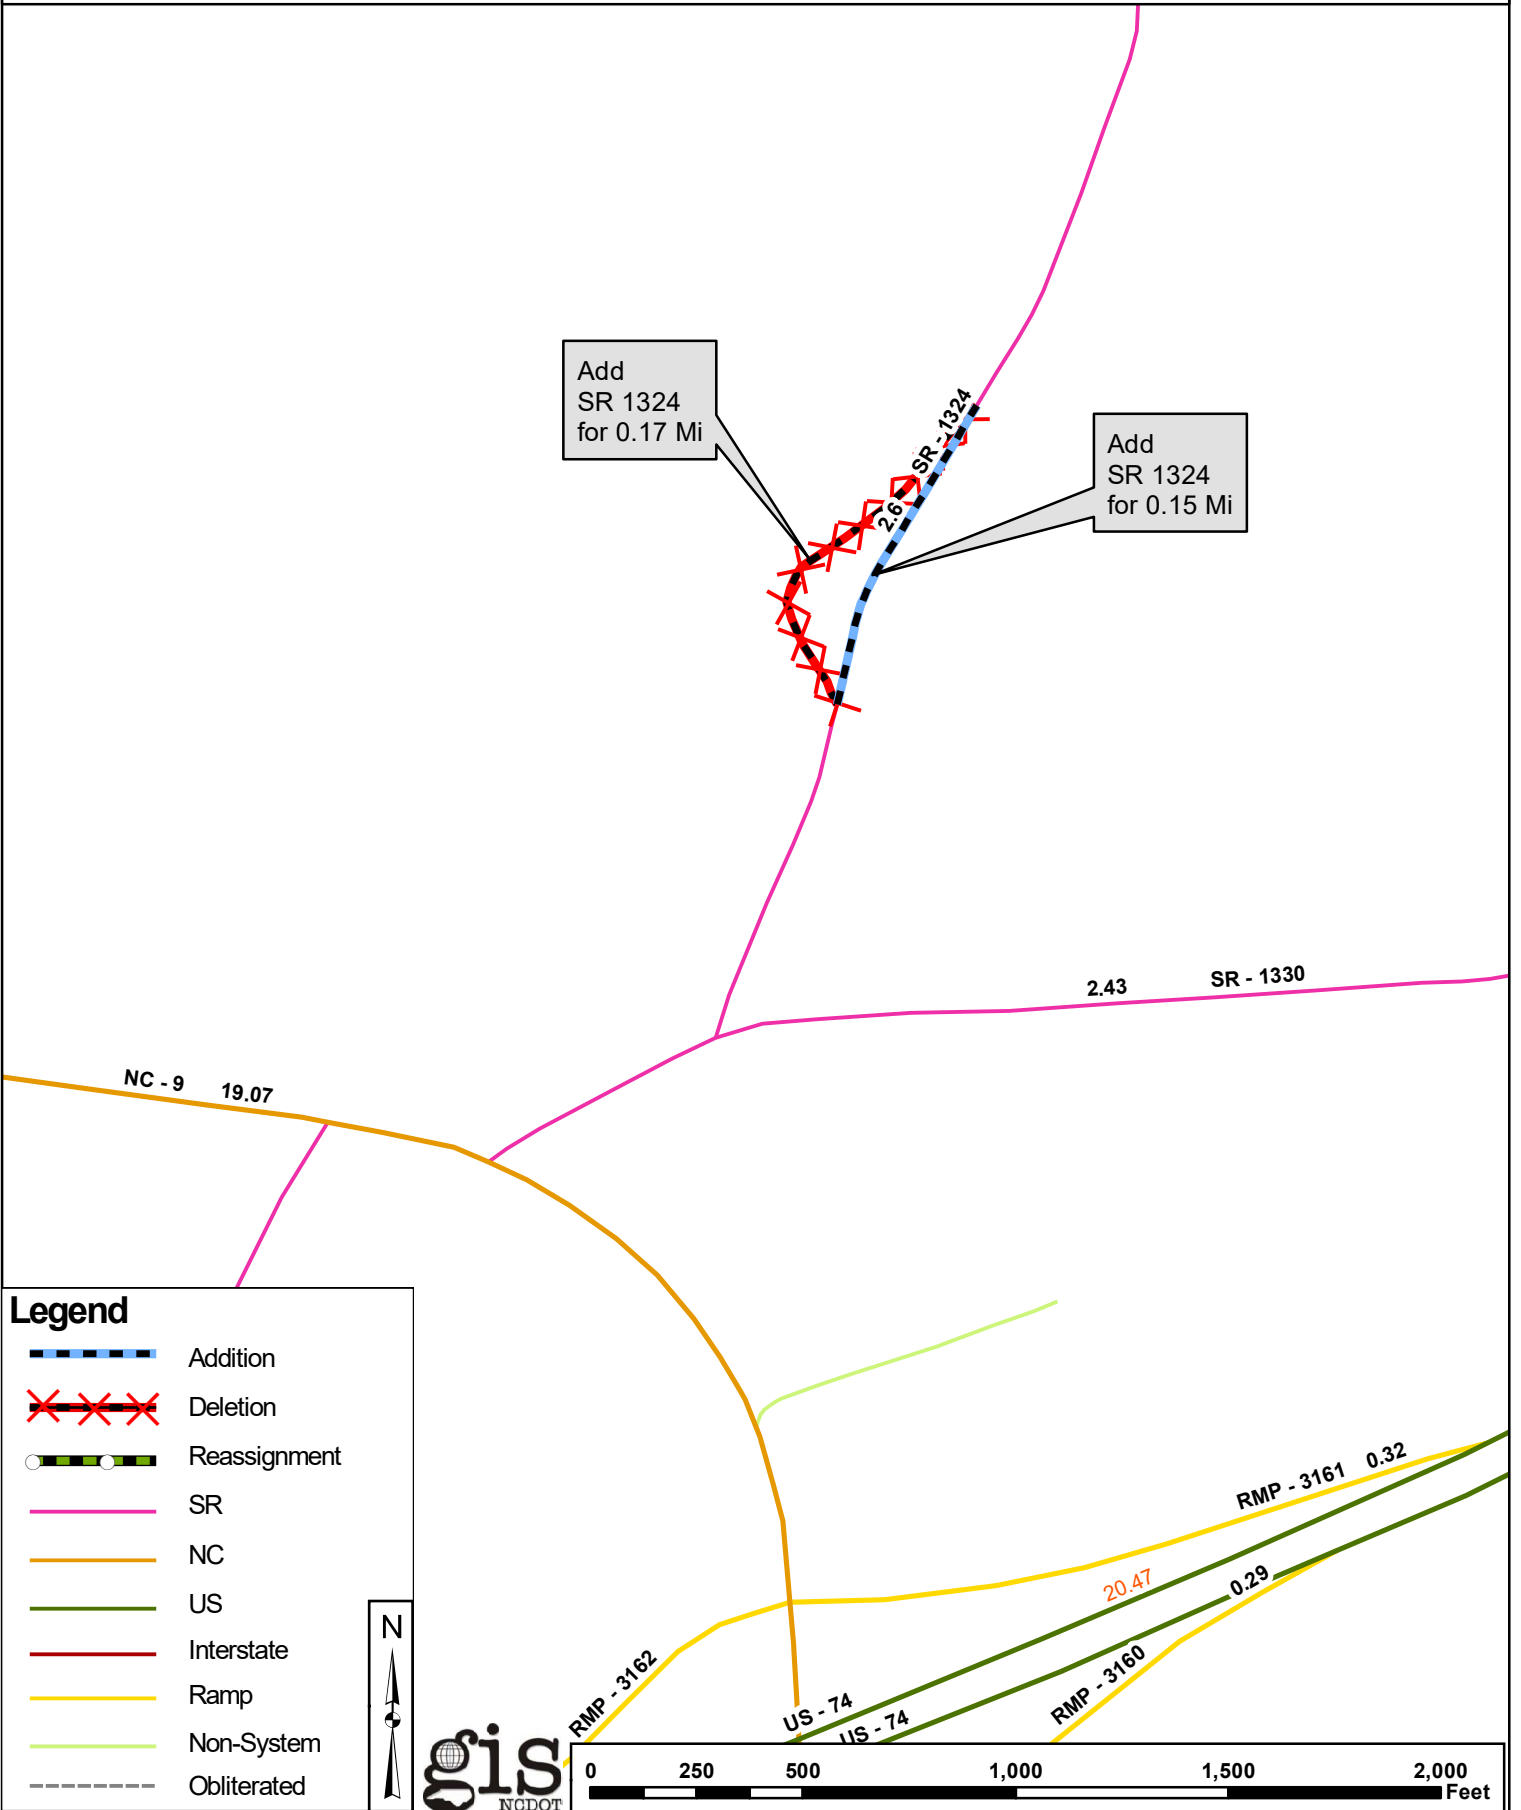 Add
SR 1324
for 0.17 Mi
Add
SR 1324
for 0.15 Mi
SR - 1324
2.6
2.43
SR - 1330
NC - 9
19.07
RMP - 3161
0.32
20.47
0.29
RMP - 3160
RMP - 3162
US - 74
US - 74
Legend
Addition
Deletion
Reassignment
SR
NC
US
Interstate
Ramp
Non-System
Obliterated
N
gis
NCDOT
0 250 500 1,000 1,500 2,000
Feet